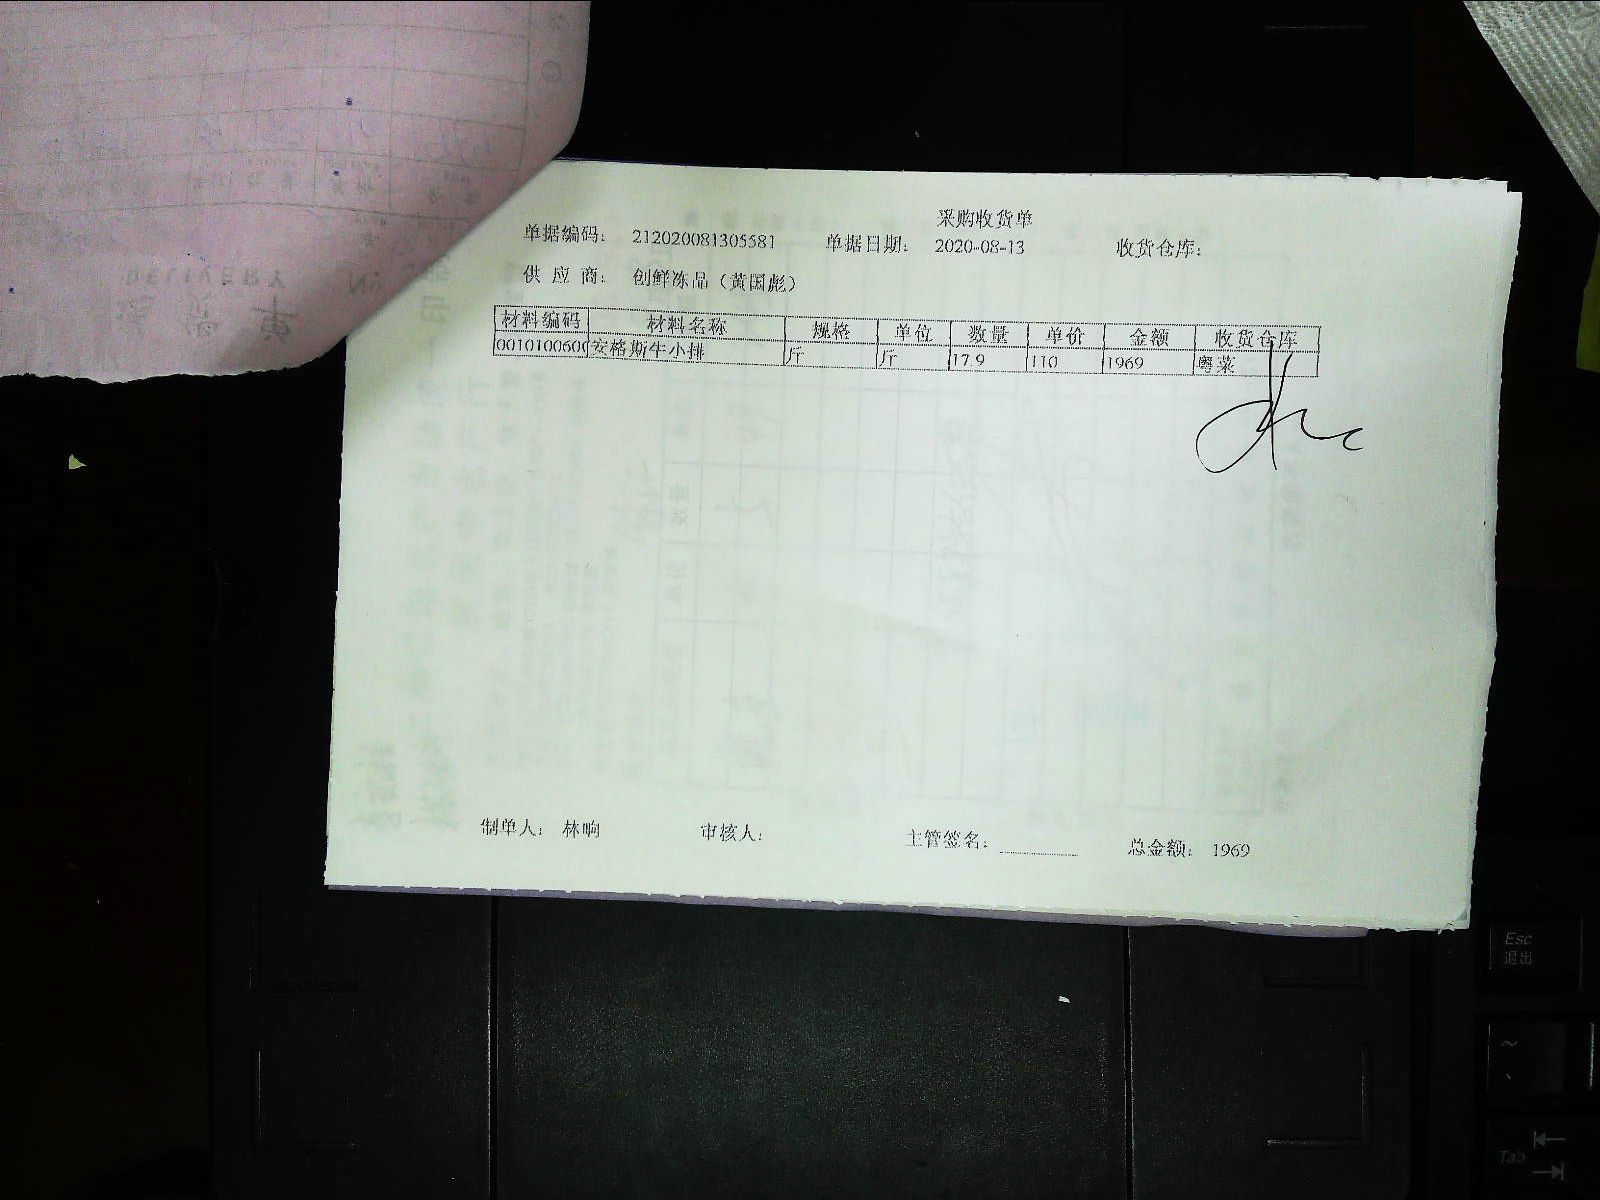 采购收货单
单据编码: 212020081305581 单据日期: 2020-08-13 收货仓库:
供 应 商: 创鲜冻品（黄国彪）
材料编码 材料名称 规格 单位 数量 单价 金额 收货仓库
001010060 安格斯牛小排 斤 斤 17.9 110 1969 粤菜
制单人: 林响 审核人: 主管签名: 总金额: 1969
DELIVERY
No
Esc
退出
Tab